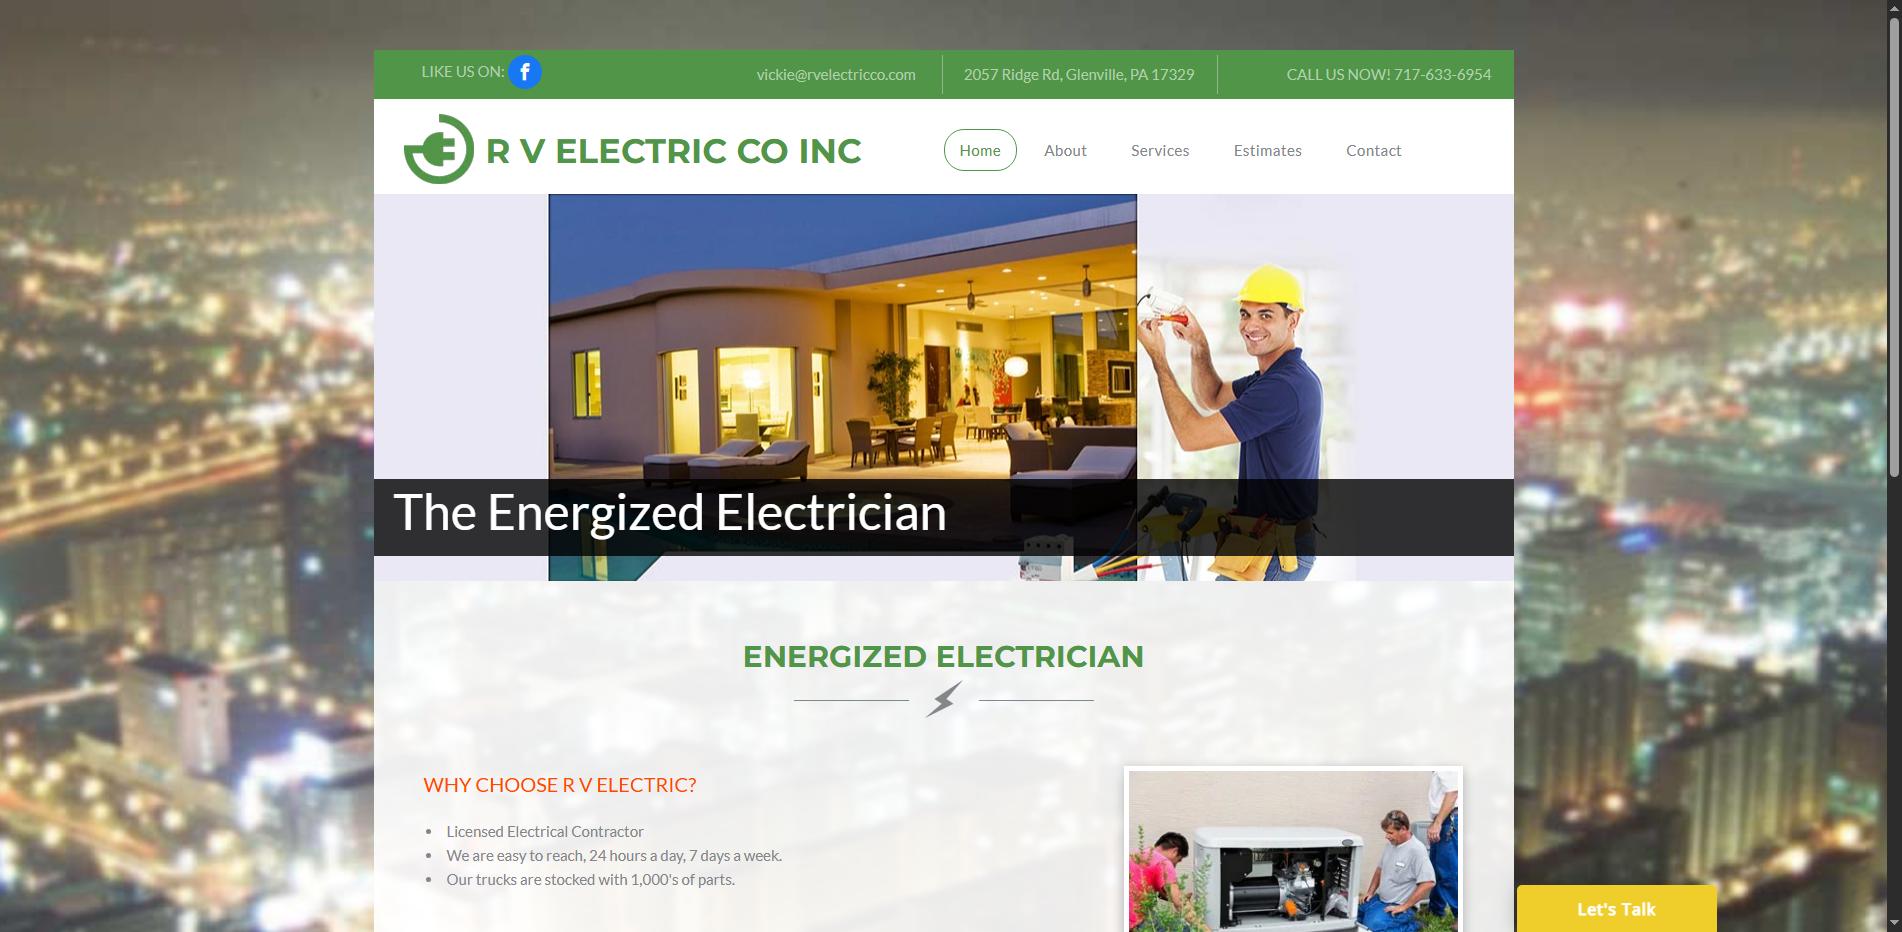 LIKE US ON:
vickie@rvelectricco.com
2057 Ridge Rd, Glenville, PA 17329
CALL US NOW! 717-633-6954
R V ELECTRIC CO INC
Home
About
Services
Estimates
Contact
The Energized Electrician
ENERGIZED ELECTRICIAN
WHY CHOOSE R V ELECTRIC?
• Licensed Electrical Contractor
• We are easy to reach, 24 hours a day, 7 days a week.
• Our trucks are stocked with 1,000's of parts.
Let's Talk